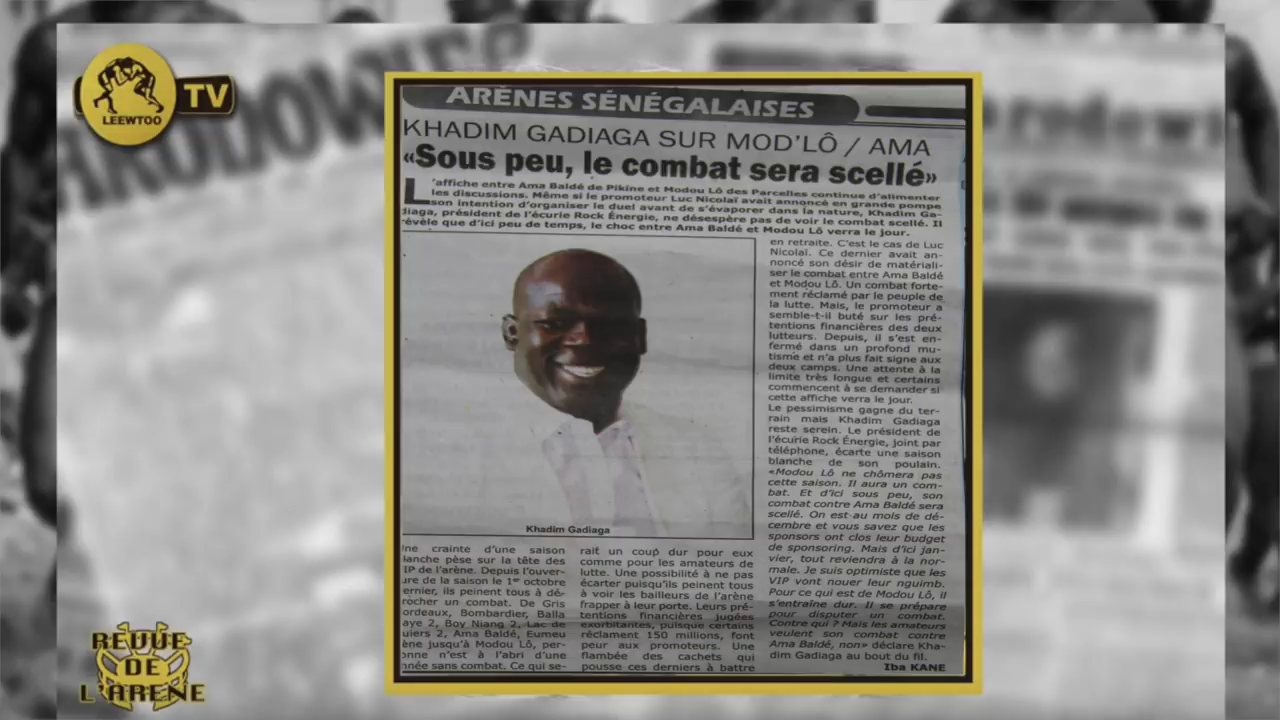 LEEWTOO
TV
ARÈNES SÉNÉGALAISES
KHADIM GADIAGA SUR MOD'LÔ / AMA
«Sous peu, le combat sera scellé»
L'affiche entre Ama Baldé de Pikine et Modou Lô des Parcelles continue d'alimenter
les discussions. Même si le promoteur Luc Nicolaï avait annoncé en grande pompe
son intention d'organiser le duel avant de s'évaporer dans la nature, Khadim Ga-
diaga, président de l'écurie Rock Énergie, ne désespère pas de voir le combat scellé. Il
révèle que d'ici peu de temps, le choc entre Ama Baldé et Modou Lô verra le jour.
Khadim Gadiaga
ne crainte d'une saison
lanche pèse sur la tête des
IP de l'arène. Depuis l'ouver-
ure de la saison le 1er octobre
ernier, ils peinent tous à dé-
rocher un combat. De Gris
ordeaux, Bombardier, Balla
aye 2, Boy Niang 2, Lac de
uiers 2, Ama Baldé, Eumeu
ène jusqu'à Modou Lô, per-
onne n'est à l'abri d'une
nnée sans combat. Ce qui se-
rait un coup dur pour eux
comme pour les amateurs de
lutte. Une possibilité à ne pas
écarter puisqu'ils peinent tous
à voir les bailleurs de l'arène
frapper à leur porte. Leurs pré-
tentions financières jugées
exorbitantes, puisque certains
réclament 150 millions, font
peur aux promoteurs. Une
flambée des cachets qui
pousse ces derniers à battre
en retraite. C'est le cas de Luc
Nicolaï. Ce dernier avait an-
noncé son désir de matériali-
ser le combat entre Ama Baldé
et Modou Lô. Un combat forte-
ment réclamé par le peuple de
la lutte. Mais, le promoteur a
semble-t-il buté sur les pré-
tentions financières des deux
lutteurs. Depuis, il s'est en-
fermé dans un profond mu-
tisme et n'a plus fait signe aux
deux camps. Une attente à la
limite très longue et certains
commencent à se demander si
cette affiche verra le jour.
Le pessimisme gagne du ter-
rain mais Khadim Gadiaga
reste serein. Le président de
l'écurie Rock Énergie, joint par
téléphone, écarte une saison
blanche de son poulain.
«Modou Lô ne chômera pas
cette saison. Il aura un com-
bat. Et d'ici sous peu, son
combat contre Ama Baldé sera
scellé. On est au mois de dé-
cembre et vous savez que les
sponsors ont clos leur budget
de sponsoring. Mais d'ici jan-
vier, tout reviendra à la nor-
male. Je suis optimiste que les
VIP vont nouer leur nguimb.
Pour ce qui est de Modou Lô, il
s'entraîne dur. Il se prépare
pour disputer un combat.
Contre qui ? Mais les amateurs
veulent son combat contre
Ama Baldé, non» déclare Kha-
dim Gadiaga au bout du fil.
Iba KANE
REVUE
DE
L'ARENE